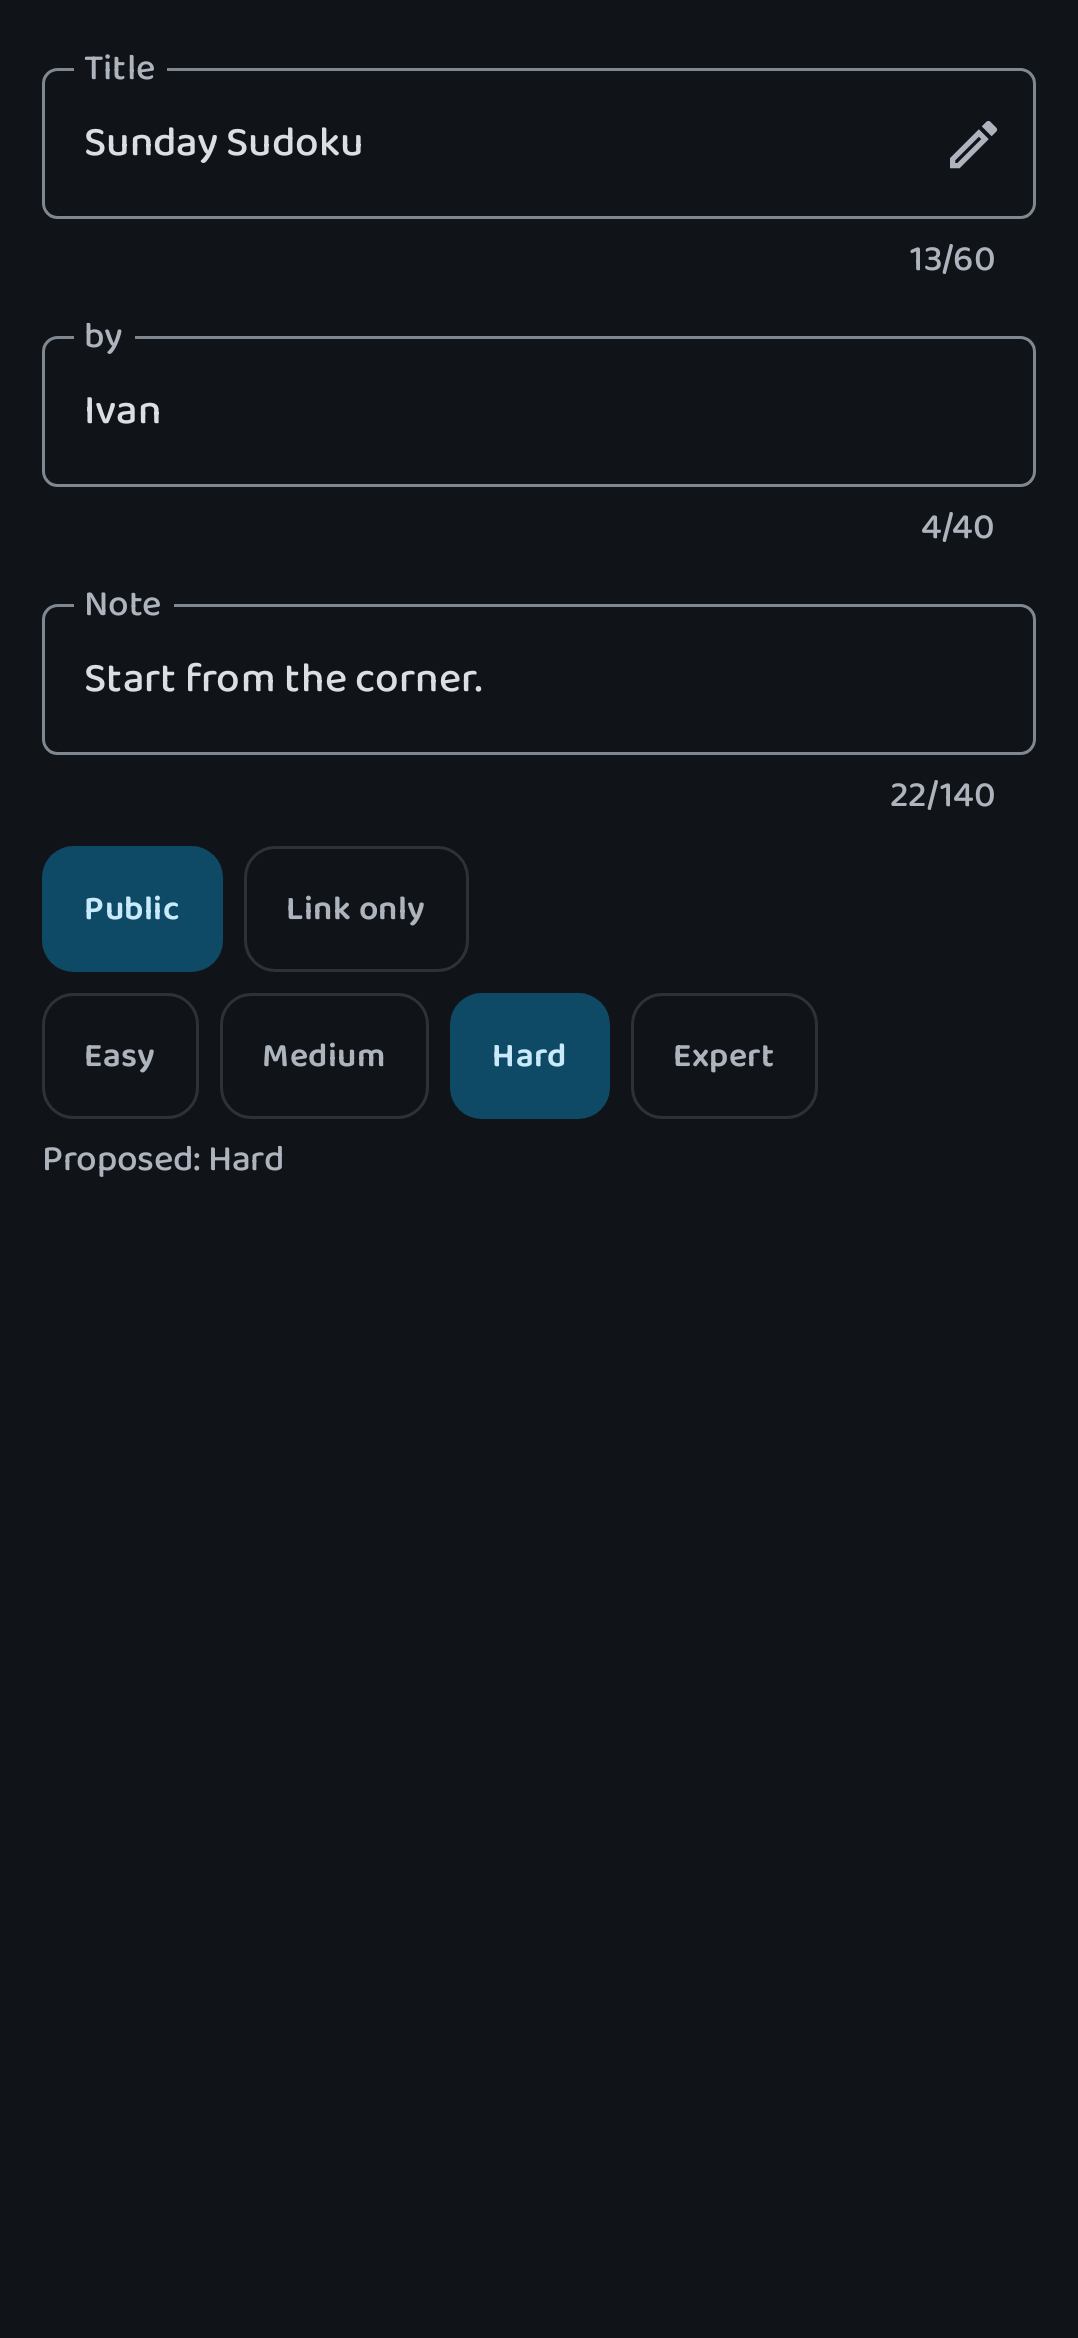 Title
Sunday Sudoku
13/60
by
Ivan
4/40
Note
Start from the corner.
22/140
Public Link only
Easy Medium Hard Expert
Proposed: Hard